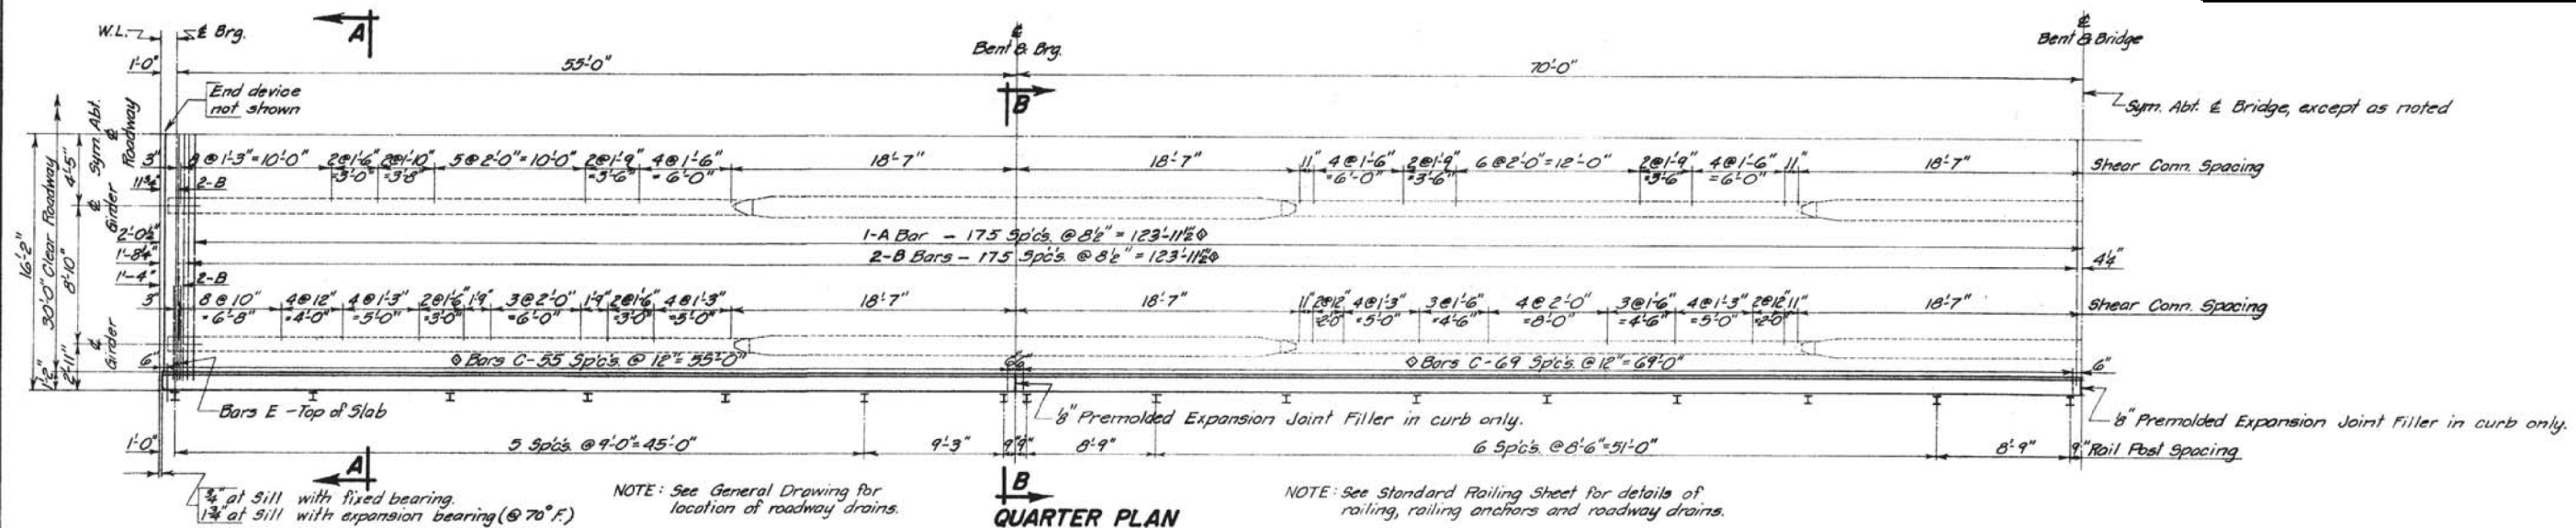 W.L.
℄ Brg.
A
℄
Bent & Brg.
℄
Bent & Bridge
1'-0"
55'-0"
70'-0"
End device
not shown
B
Sym. Abt. ℄ Bridge, except as noted
16'-2"
30'-0" Clear Roadway
1'-2"
4'-5"
8'-10"
2'-11"
Sym. Abt.
℄
Roadway
℄
Girder
℄
Girder
3"
8 @ 1'-3" = 10'-0"
2@1'-6"
=3'-0"
2@1'-10"
=3'-8"
5 @ 2'-0" = 10'-0"
2@1'-9"
=3'-6"
4@1'-6"
=6'-0"
18'-7"
18'-7"
11"
4@1'-6"
=6'-0"
2@1'-9"
=3'-6"
6@2'-0"=12'-0"
2@1'-9"
=3'-6"
4@1'-6"
=6'-0"
11"
18'-7"
Shear Conn. Spacing
11¾"
2-B
2'-0½"
1-A Bar - 175 Spcs. @ 8½" = 123'-11½" ◊
1'-8¼"
2-B Bars - 175 Spcs. @ 8½" = 123'-11½" ◊
4¼"
1'-4"
2-B
3"
8 @ 10"
=6'-8"
4@12"
=4'-0"
4@1'-3"
=5'-0"
2@1'-6"
=3'-0"
1'-9"
3@2'-0"
=6'-0"
1'-9"
2@1'-6"
=3'-0"
4@1'-3"
=5'-0"
18'-7"
18'-7"
11"
2@12"
=2'-0"
4@1'-3"
=5'-0"
3@1'-6"
=4'-6"
4@2'-0"
=8'-0"
3@1'-6"
=4'-6"
4@1'-3"
=5'-0"
2@12"
=2'-0"
11"
18'-7"
Shear Conn. Spacing
6"
◊ Bars C-55 Spcs. @ 12" = 55'-0"
6"
6"
◊ Bars C-69 Spcs. @ 12" = 69'-0"
6"
Bars E - Top of Slab
⅛" Premolded Expansion Joint Filler in curb only.
⅛" Premolded Expansion Joint Filler in curb only.
1'-0"
5 Spcs. @ 9'-0" = 45'-0"
9'-3"
9"
9"
8'-9"
6 Spcs. @ 8'-6" = 51'-0"
8'-9"
9"
Rail Post Spacing
A
¾" at Sill with fixed bearing.
1¾" at Sill with expansion bearing (@ 70° F.)
NOTE: See General Drawing for
location of roadway drains.
B
QUARTER PLAN
NOTE: See Standard Railing Sheet for details of
railing, railing anchors and roadway drains.